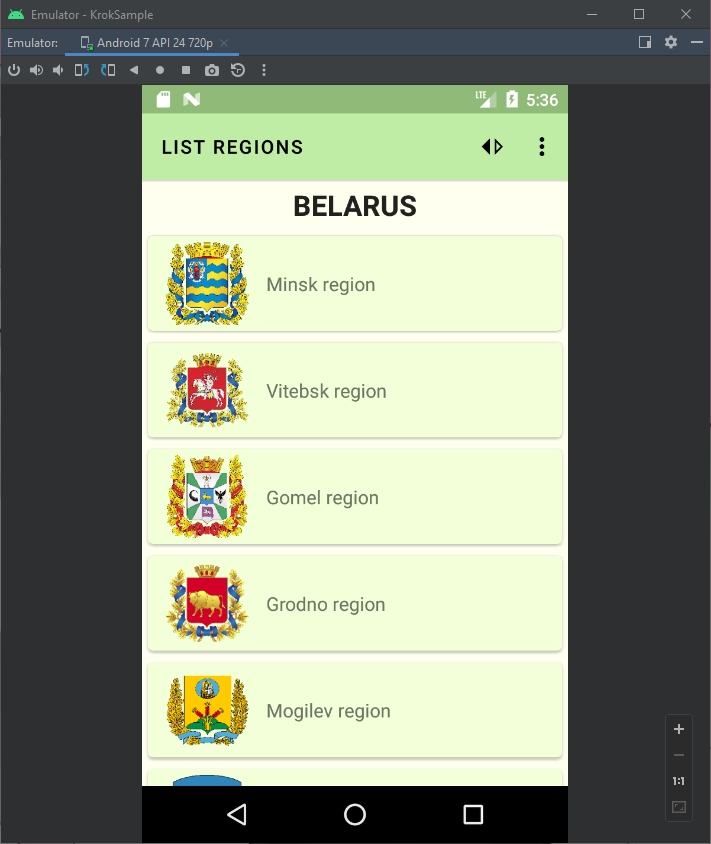 Emulator - KrokSample
Emulator: Android 7 API 24 720p
LTE 5:36
LIST REGIONS
BELARUS
Minsk region
Vitebsk region
Gomel region
Grodno region
Mogilev region
1:1